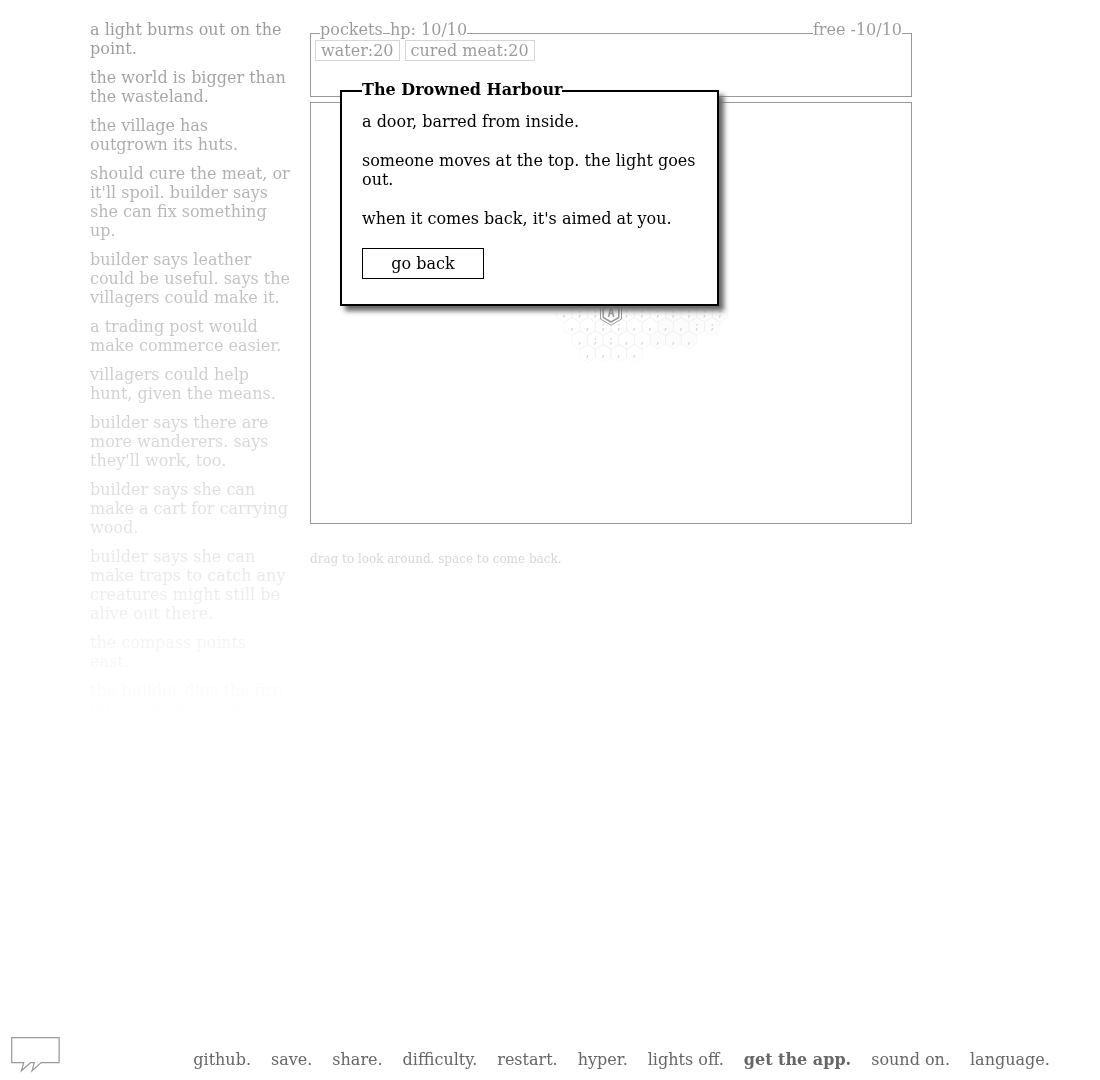 a light burns out on the
point.
the world is bigger than
the wasteland.
the village has
outgrown its huts.
should cure the meat, or
it'll spoil. builder says
she can fix something
up.
builder says leather
could be useful. says the
villagers could make it.
a trading post would
make commerce easier.
villagers could help
hunt, given the means.
builder says there are
more wanderers. says
they'll work, too.
builder says she can
make a cart for carrying
wood.
builder says she can
make traps to catch any
creatures might still be
alive out there.
the compass points
east.
pockets hp: 10/10
free -10/10
water:20
cured meat:20
The Drowned Harbour
a door, barred from inside.
someone moves at the top. the light goes
out.
when it comes back, it's aimed at you.
go back
A
drag to look around. space to come back.
github. save. share. difficulty. restart. hyper. lights off. get the app. sound on. language.